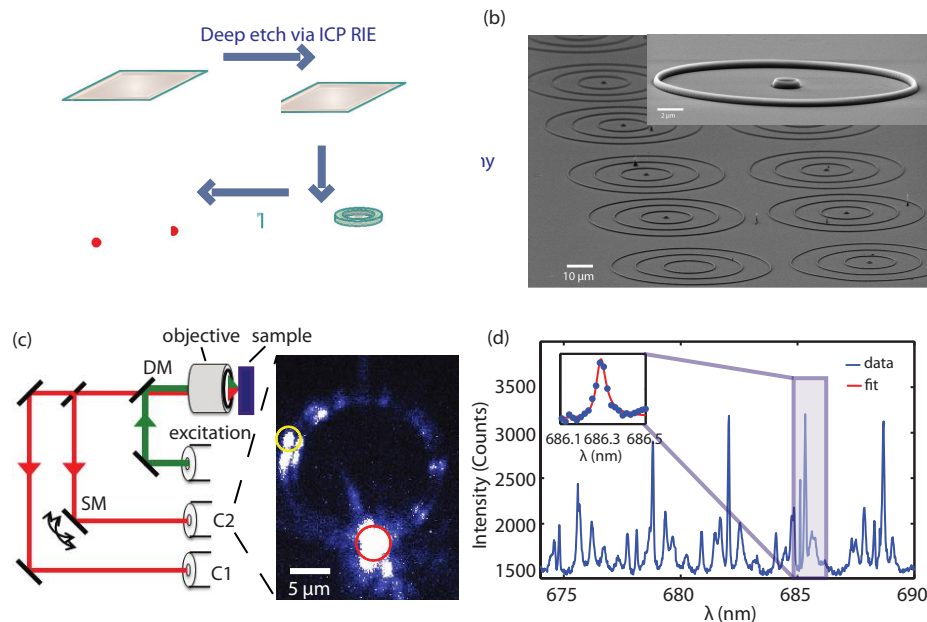 Deep etch via ICP RIE
(b)
2 µm
ny
10 µm
(c)
objective
sample
DM
excitation
SM
C2
C1
5 µm
(d)
data
fit
3500
3000
2500
2000
1500
Intensity (Counts)
686.1 686.3 686.5
λ (nm)
675 680 685 690
λ (nm)